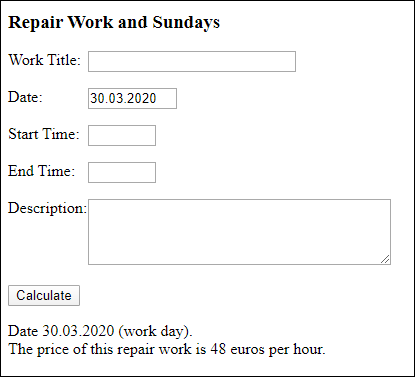 Repair Work and Sundays
Work Title:
Date: 30.03.2020
Start Time:
End Time:
Description:
Calculate
Date 30.03.2020 (work day).
The price of this repair work is 48 euros per hour.